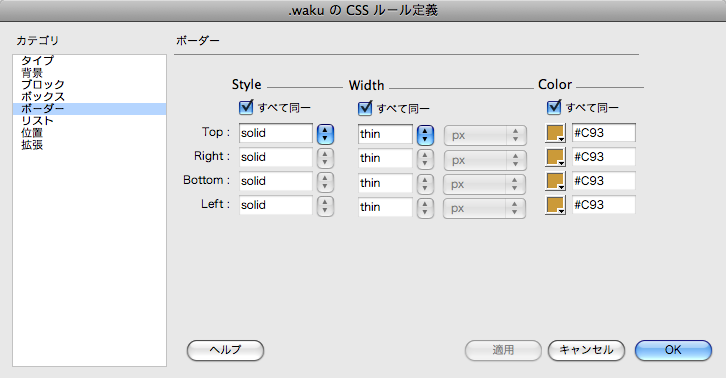 .waku の CSS ルール定義
カテゴリ
タイプ
背景
ブロック
ボックス
ボーダー
リスト
位置
拡張
ボーダー
Style Width Color
すべて同一 すべて同一 すべて同一
Top : solid thin px #C93
Right : solid thin px #C93
Bottom : solid thin px #C93
Left : solid thin px #C93
ヘルプ 適用 キャンセル OK